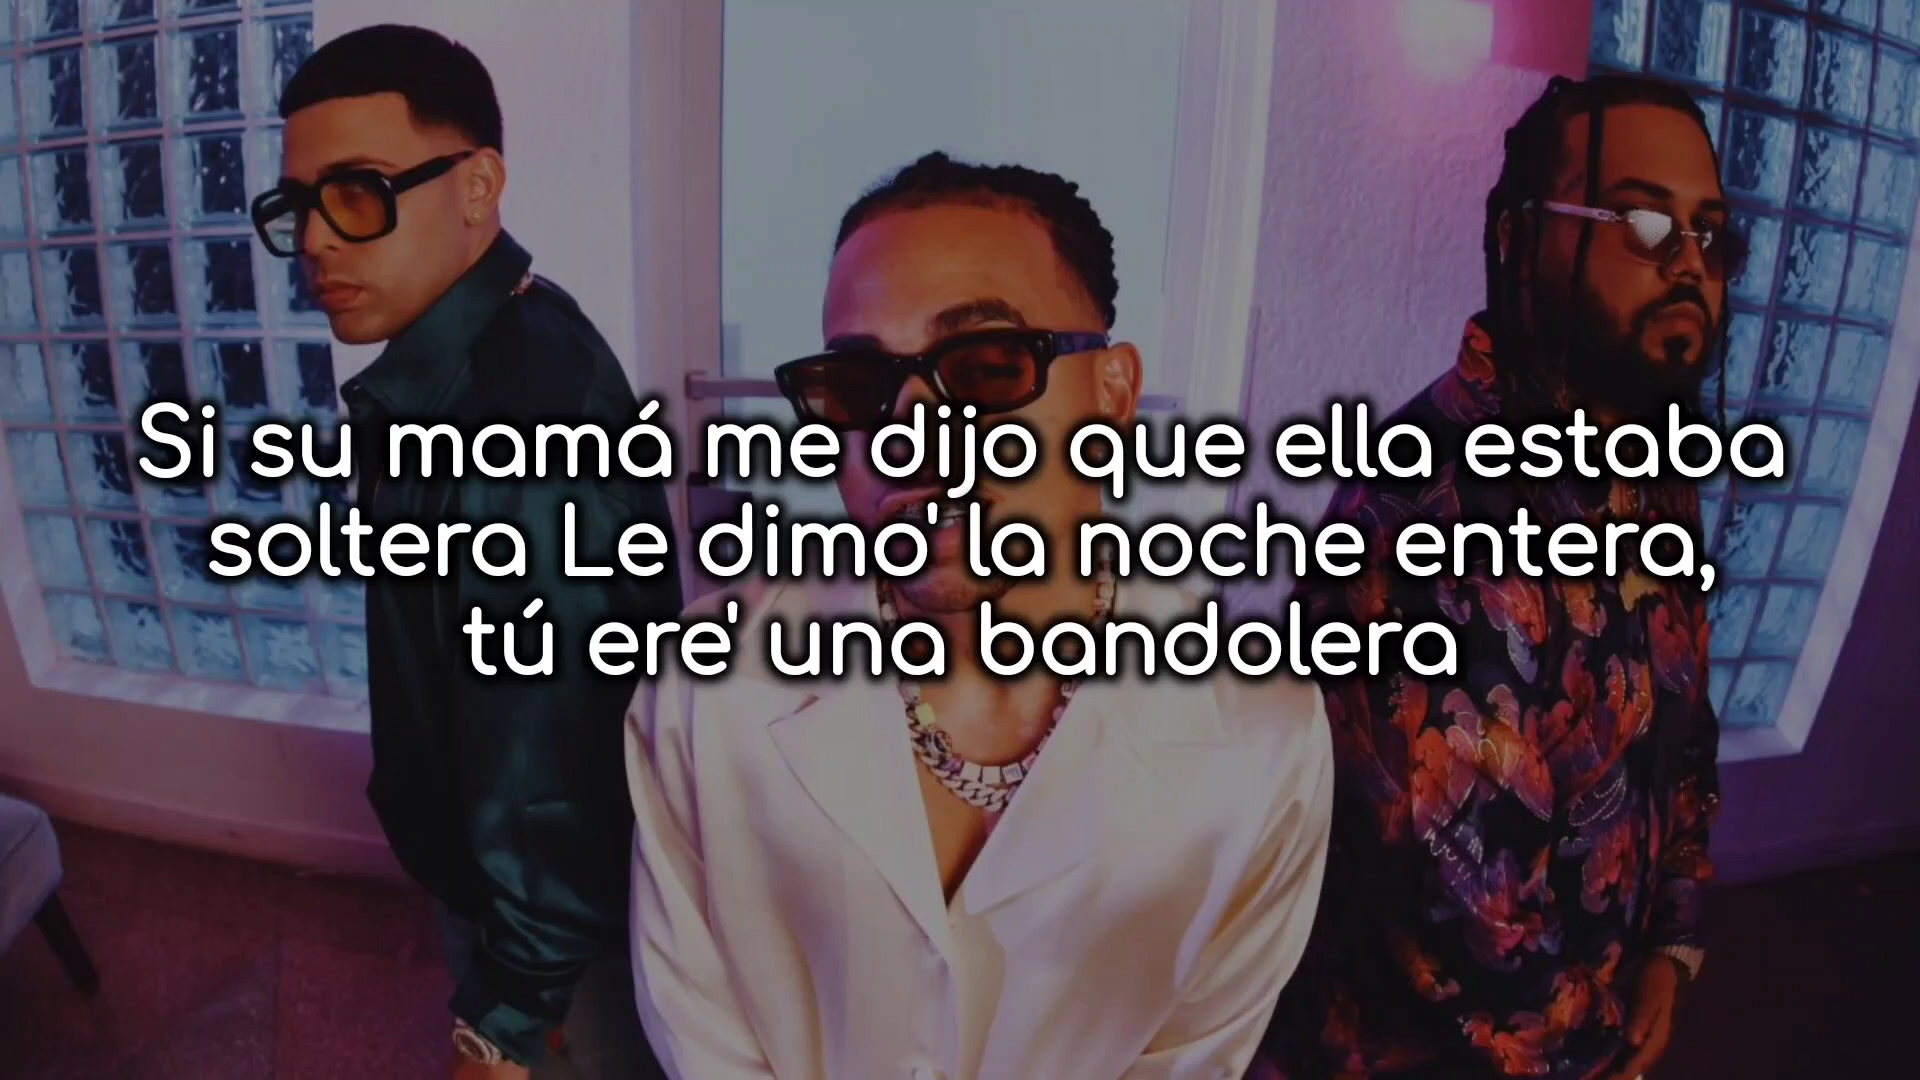 Si su mamá me dijo que ella estaba
soltera Le dimo' la noche entera,
tú ere' una bandolera